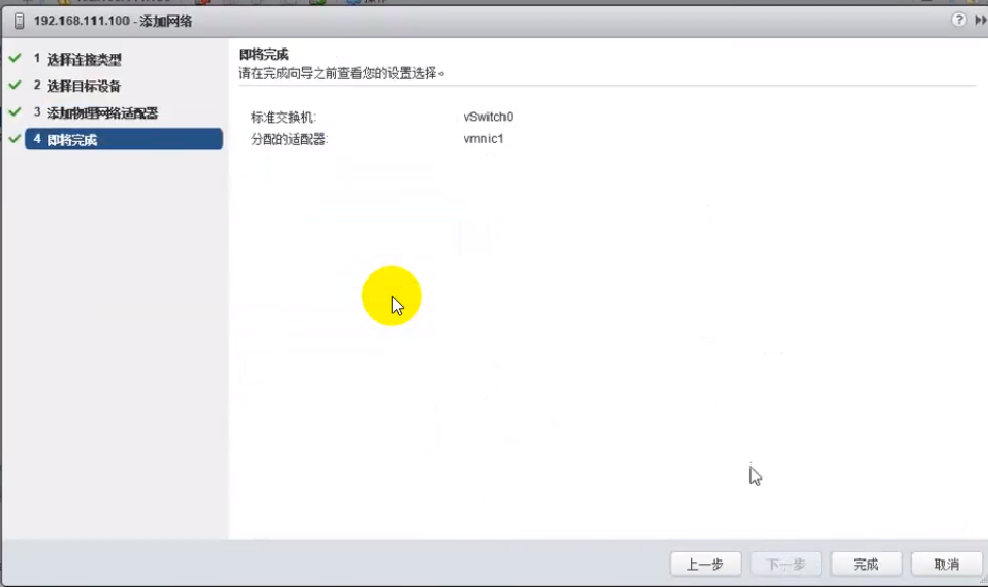 192.168.111.100 - 添加网络
1 选择连接类型
2 选择目标设备
3 添加物理网络适配器
4 即将完成
即将完成
请在完成向导之前查看您的设置选择。
标准交换机: vSwitch0
分配的适配器: vmnic1
上一步 下一步 完成 取消